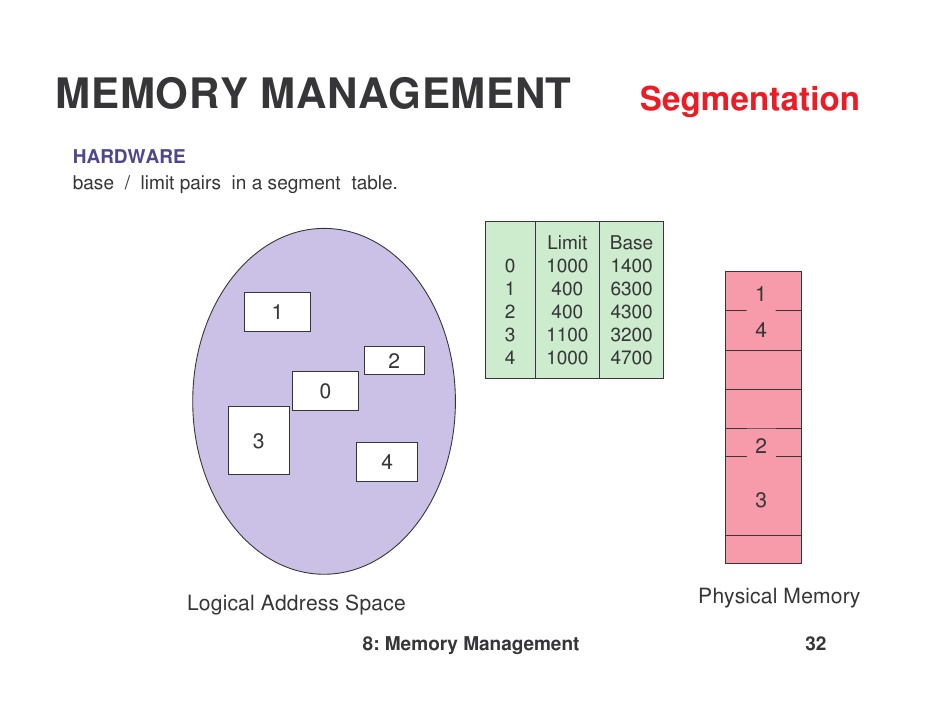 MEMORY MANAGEMENT
Segmentation
HARDWARE
base / limit pairs in a segment table.
1
2
0
3
4
Limit Base
0 1000 1400
1 400 6300
2 400 4300
3 1100 3200
4 1000 4700
1
4
2
3
Logical Address Space
Physical Memory
8: Memory Management
32